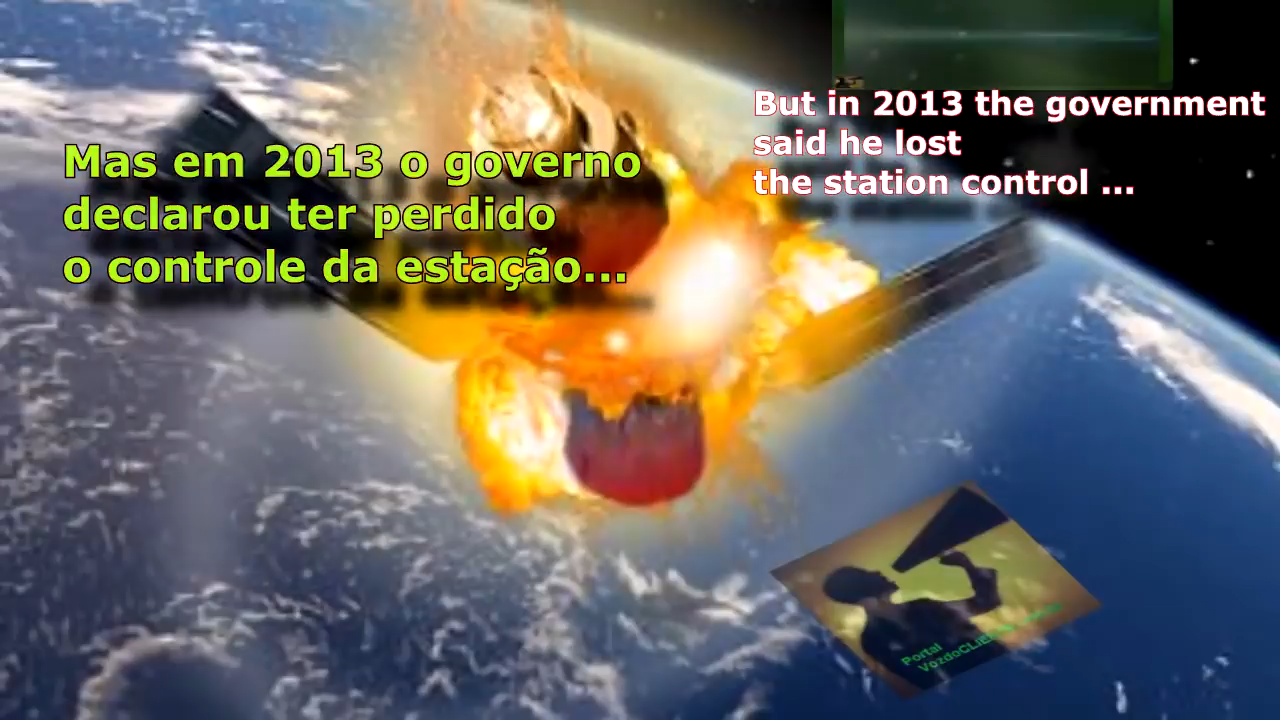 Mas em 2013 o governo
declarou ter perdido
o controle da estação...
But in 2013 the government
said he lost
the station control ...
Portal